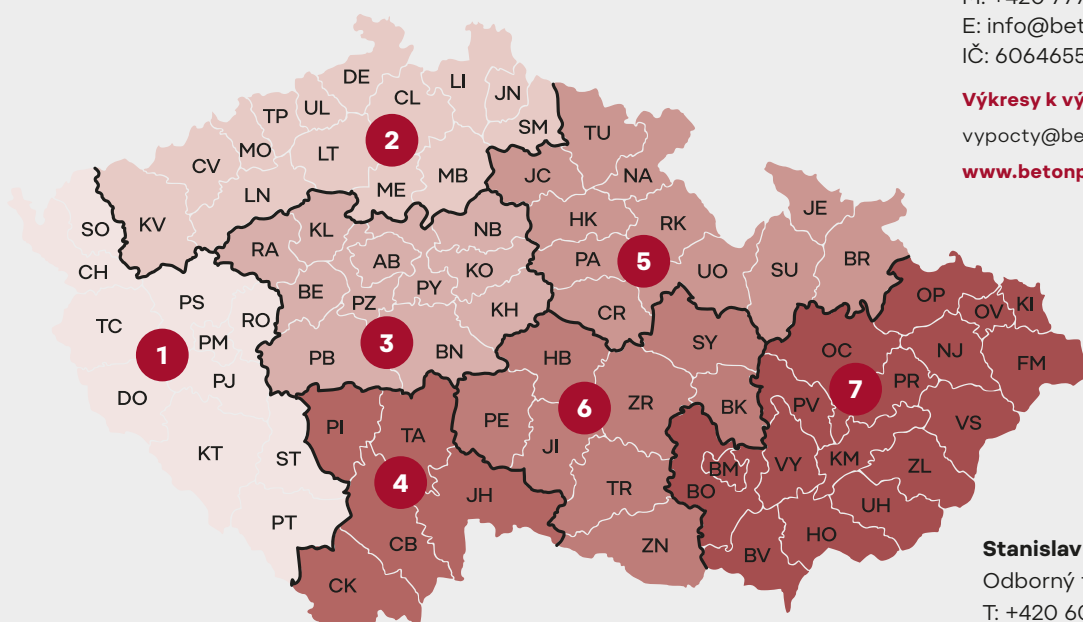 E: info@bet
IČ: 6064655
Výkresy k vý
vypocty@be
www.betonp
DE
LI
CL
JN
UL
TP
SM
TU
2
MO
LT
CV
MB
JC
NA
ME
LN
JE
HK
RK
KV
NB
SO
KL
RA
BR
PA
5
AB
KO
UO
SU
CH
PY
BE
PZ
KH
OP
PS
KI
OV
CR
RO
TC
PM
3
SY
NJ
1
PB
BN
HB
OC
FM
PJ
PR
7
DO
ZR
6
BK
PV
PE
VS
PI
TA
JI
KT
ST
KM
VY
ZL
BM
4
TR
BO
JH
UH
PT
HO
CB
ZN
BV
CK
Stanislav
Odborný
T: +420 60